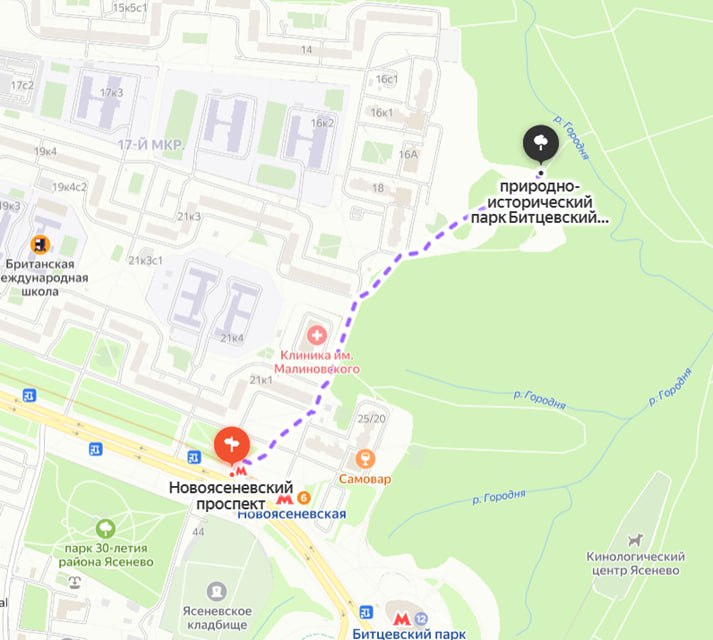 15к5с1
14
17с2
17к3
16с1
16к1
16к2
17-Й МКР.
16А
19к4
18
19к4с2
19к3
21к3
р. Городня
природно-
исторический
парк Битцевский...
Британская
международная
школа
21к3с1
21к4
Клиника им.
Малиновского
21к1
р. Городня
р. Городня
25/20
Самовар
М
Новоясеневский
проспект
М 6
Новоясеневская
р. Городня
44
парк 30-летия
района Ясенево
Кинологический
центр Ясенево
Ясеневское
кладбище
al
М 12
Битцевский парк